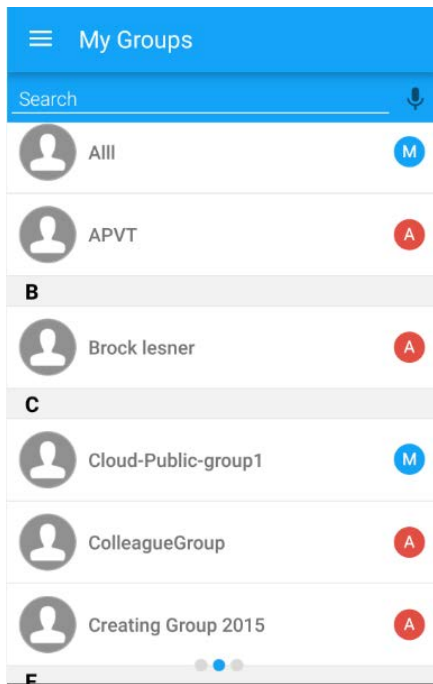 My Groups
Search
Alll
M
APVT
A
B
Brock lesner
A
C
Cloud-Public-group1
M
ColleagueGroup
A
Creating Group 2015
A